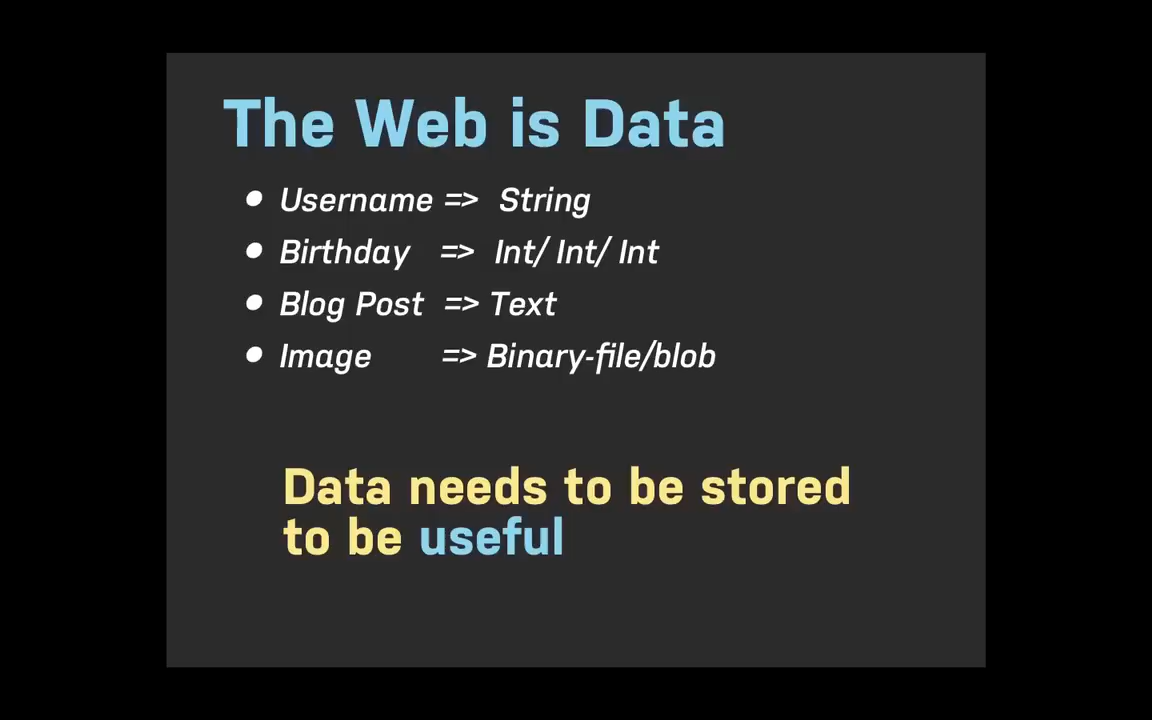 The Web is Data
• Username => String
• Birthday => Int/ Int/ Int
• Blog Post => Text
• Image => Binary-file/blob
Data needs to be stored
to be useful